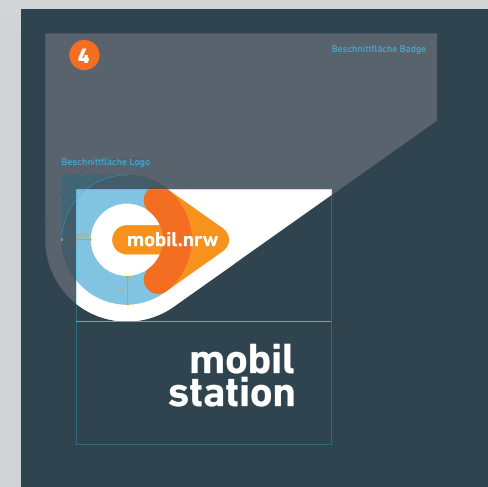 4
Beschnittfläche Badge
Beschnittfläche Logo
mobil.nrw
mobil
station